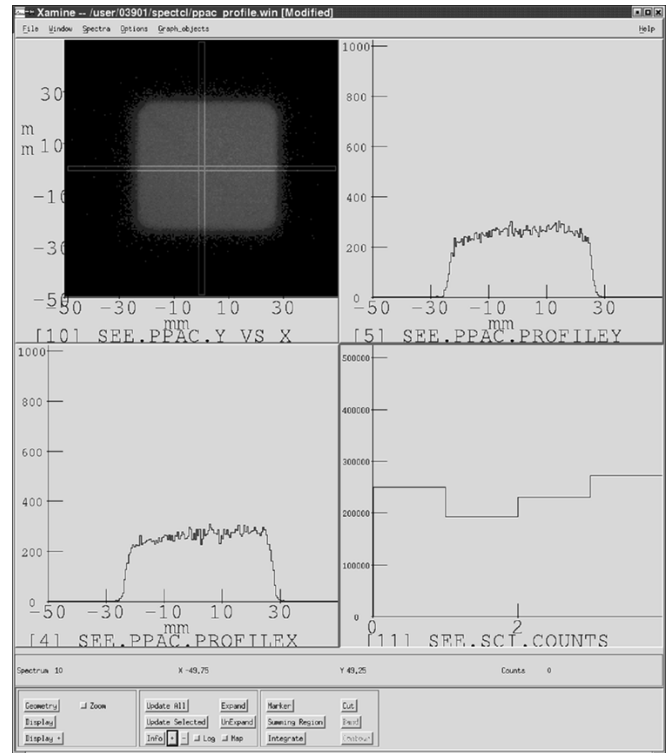 Xamine -- /user/03901/spectcl/ppac_profile.win [Modified]
File Window Spectra Options Graph_objects Help
30
m
m 10
-10
-30
-50
-50 -30 -10 10 30
mm
[10] SEE.PPAC.Y VS X
1000
800
600
400
200
0
-50 -30 -10 10 30
mm
[5] SEE.PPAC.PROFILEY
1000
800
600
400
200
0
-50 -30 -10 10 30
mm
[4] SEE.PPAC.PROFILEX
500000
400000
300000
200000
100000
0
0 2
[11] SEE.SCI.COUNTS
Spectrum 10 X -49,75 Y 49,25 Counts 0
Geometry Zoom Update All Expand Marker Cut
Display Update Selected UnExpand Summing Region Band
Display + Info + - Log Map Integrate Contour